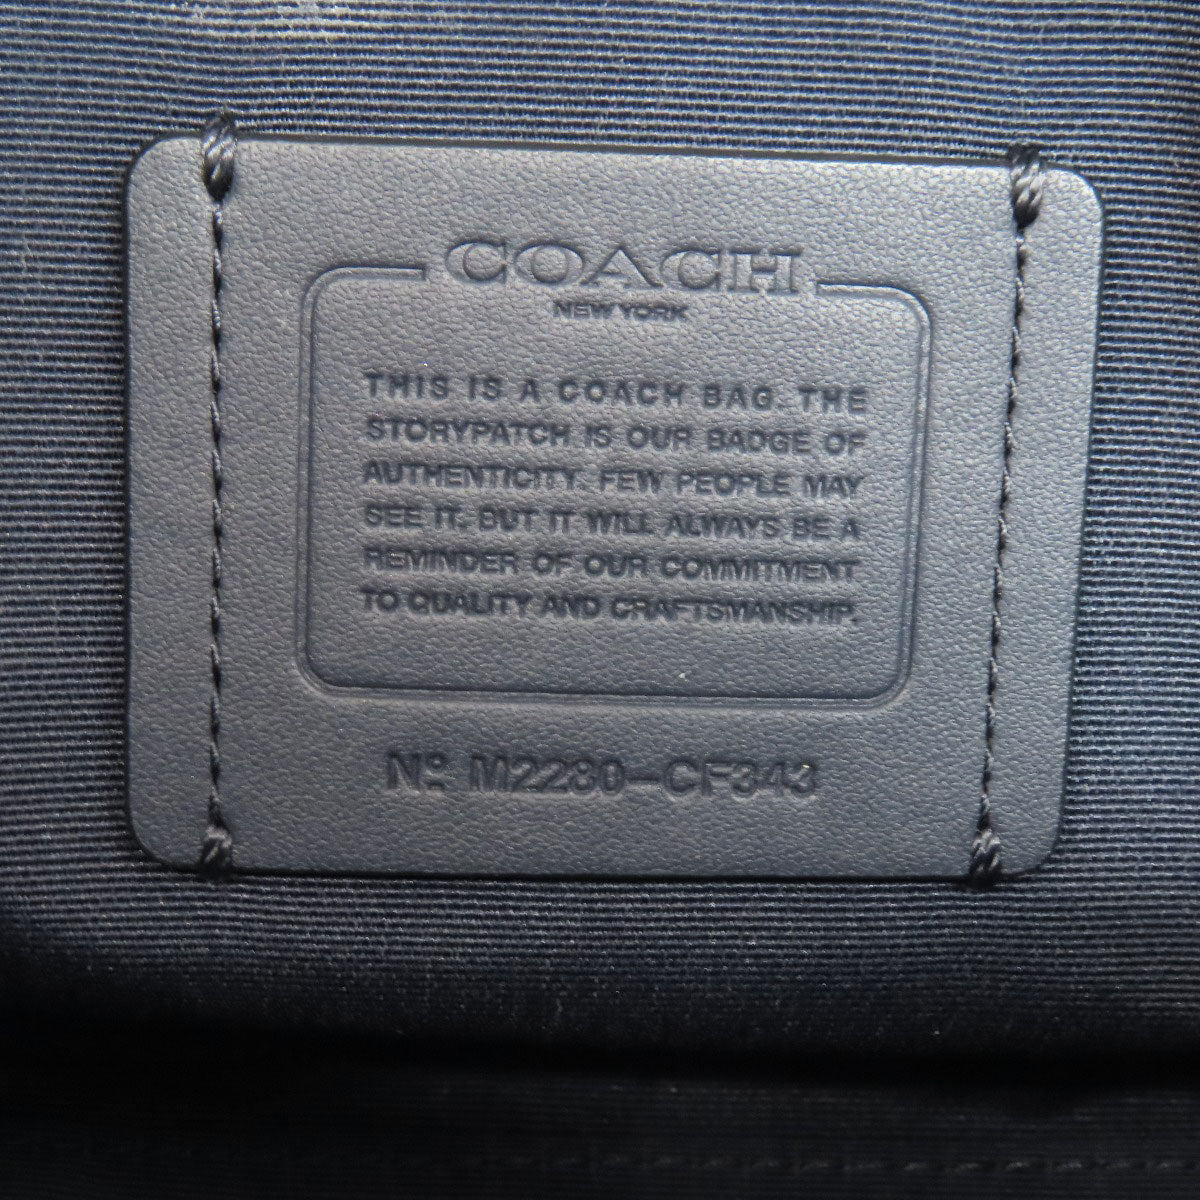 COACH
NEW YORK
THIS IS A COACH BAG. THE
STORYPATCH IS OUR BADGE OF
AUTHENTICITY. FEW PEOPLE MAY
SEE IT. BUT IT WILL ALWAYS BE A
REMINDER OF OUR COMMITMENT
TO QUALITY AND CRAFTSMANSHIP.
Nº M2280-CF343